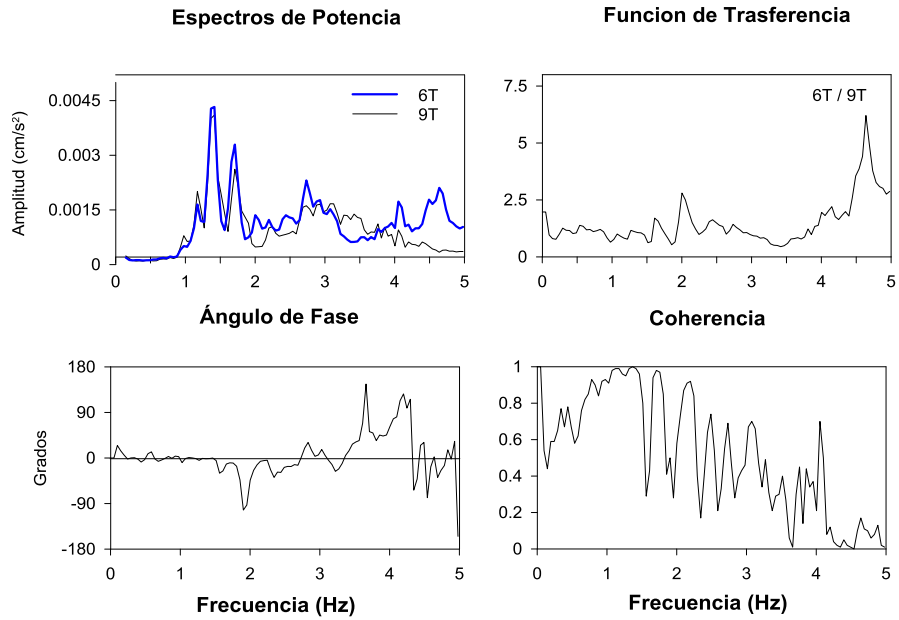 Espectros de Potencia
Funcion de Trasferencia
Amplitud (cm/s²)
0.0045
0.003
0.0015
0
6T
9T
0 1 2 3 4 5
7.5
5
2.5
0
6T / 9T
0 1 2 3 4 5
Ángulo de Fase
Coherencia
Grados
180
90
0
-90
-180
0 1 2 3 4 5
Frecuencia (Hz)
1
0.8
0.6
0.4
0.2
0
0 1 2 3 4 5
Frecuencia (Hz)